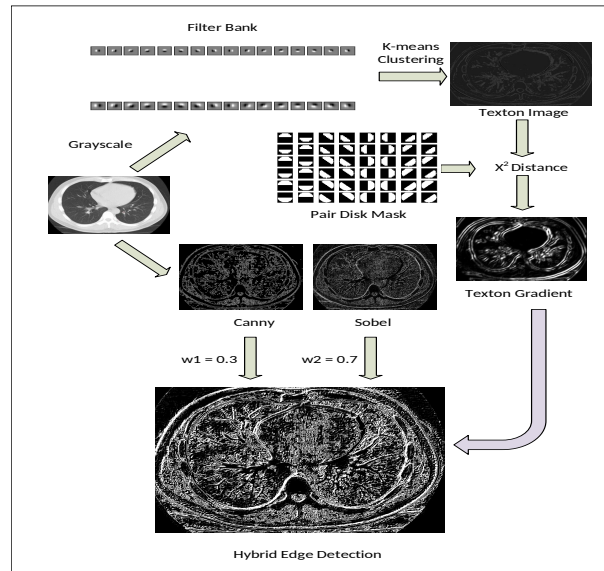 Filter Bank
K-means
Clustering
Texton Image
Grayscale
X² Distance
Pair Disk Mask
Texton Gradient
Canny
Sobel
w1 = 0.3
w2 = 0.7
Hybrid Edge Detection